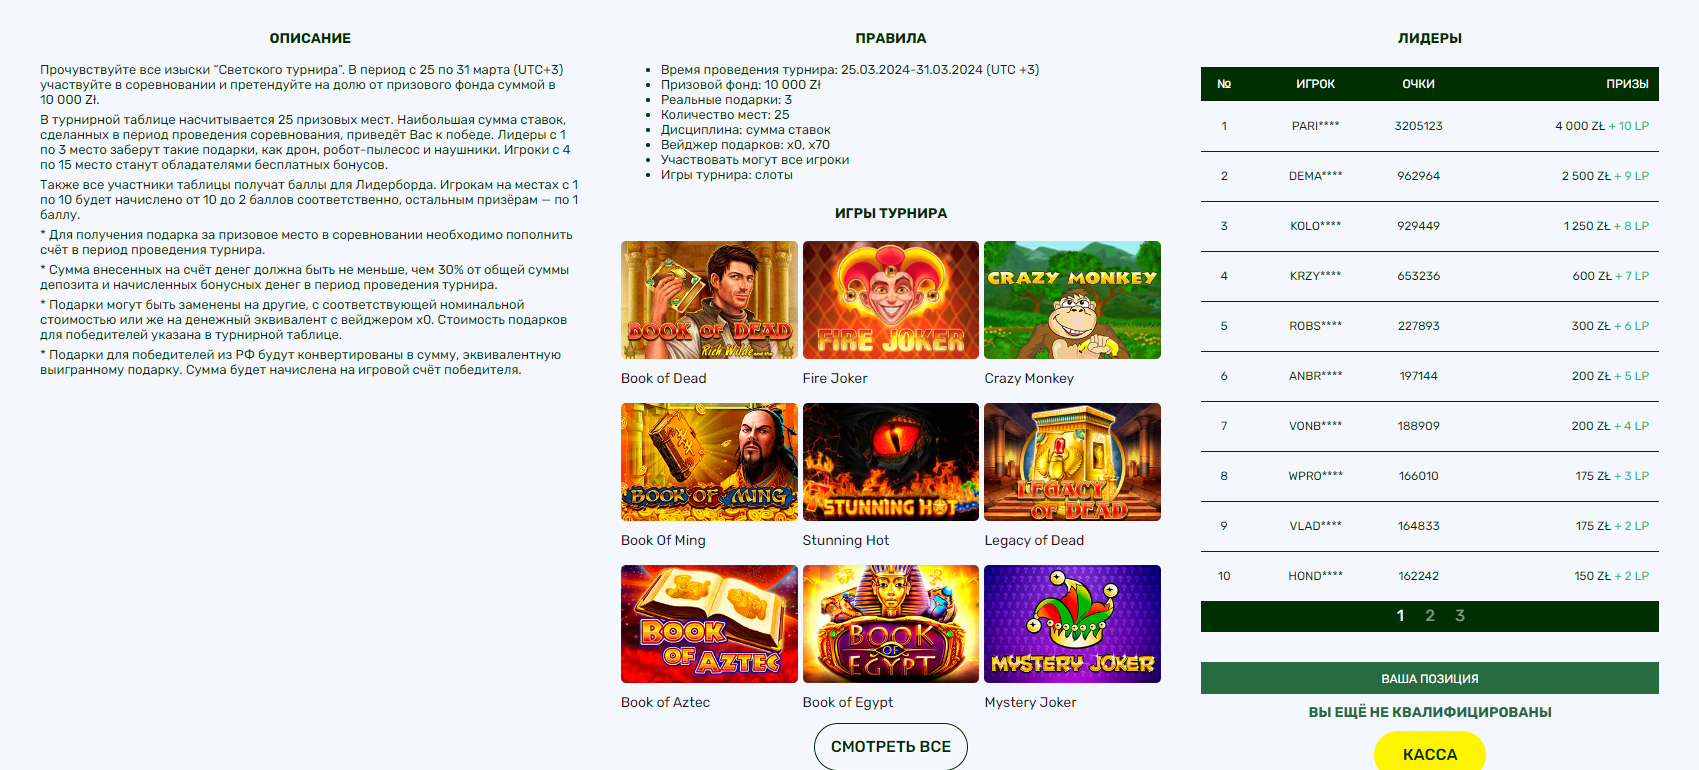 ОПИСАНИЕ
Прочувствуйте все изыски “Светского турнира”. В период с 25 по 31 марта (UTC+3)
участвуйте в соревновании и претендуйте на долю от призового фонда суммой в
10 000 Zł.
В турнирной таблице насчитывается 25 призовых мест. Наибольшая сумма ставок,
сделанных в период проведения соревнования, приведёт Вас к победе. Лидеры с 1
по 3 место заберут такие подарки, как дрон, робот-пылесос и наушники. Игроки с 4
по 15 место станут обладателями бесплатных бонусов.
Также все участники таблицы получат баллы для Лидерборда. Игрокам на местах с 1
по 10 будет начислено от 10 до 2 баллов соответственно, остальным призёрам — по 1
баллу.
* Для получения подарка за призовое место в соревновании необходимо пополнить
счёт в период проведения турнира.
* Сумма внесенных на счёт денег должна быть не меньше, чем 30% от общей суммы
депозита и начисленных бонусных денег в период проведения турнира.
* Подарки могут быть заменены на другие, с соответствующей номинальной
стоимостью или же на денежный эквивалент с вейджером х0. Стоимость подарков
для победителей указана в турнирной таблице.
* Подарки для победителей из РФ будут конвертированы в сумму, эквивалентную
выигранному подарку. Сумма будет начислена на игровой счёт победителя.
ПРАВИЛА
• Время проведения турнира: 25.03.2024-31.03.2024 (UTC +3)
• Призовой фонд: 10 000 Zł
• Реальные подарки: 3
• Количество мест: 25
• Дисциплина: сумма ставок
• Вейджер подарков: x0, x70
• Участвовать могут все игроки
• Игры турнира: слоты
ИГРЫ ТУРНИРА
BOOK OF DEAD
Rich Wilde and the
FIRE JOKER
CRAZY MONKEY
Book of Dead
Fire Joker
Crazy Monkey
BOOK OF MING
STUNNING HOT
LEGACY
OF DEAD
Book Of Ming
Stunning Hot
Legacy of Dead
BOOK
OF AZTEC
BOOK
OF
EGYPT
MYSTERY JOKER
Book of Aztec
Book of Egypt
Mystery Joker
СМОТРЕТЬ ВСЕ
ЛИДЕРЫ
№ ИГРОК ОЧКИ ПРИЗЫ
1 PARI**** 3205123 4 000 ZŁ + 10 LP
2 DEMA**** 962964 2 500 ZŁ + 9 LP
3 KOLO**** 929449 1 250 ZŁ + 8 LP
4 KRZY**** 653236 600 ZŁ + 7 LP
5 ROBS**** 227893 300 ZŁ + 6 LP
6 ANBR**** 197144 200 ZŁ + 5 LP
7 VONB**** 188909 200 ZŁ + 4 LP
8 WPRO**** 166010 175 ZŁ + 3 LP
9 VLAD**** 164833 175 ZŁ + 2 LP
10 HOND**** 162242 150 ZŁ + 2 LP
1 2 3
ВАША ПОЗИЦИЯ
ВЫ ЕЩЁ НЕ КВАЛИФИЦИРОВАНЫ
КАССА